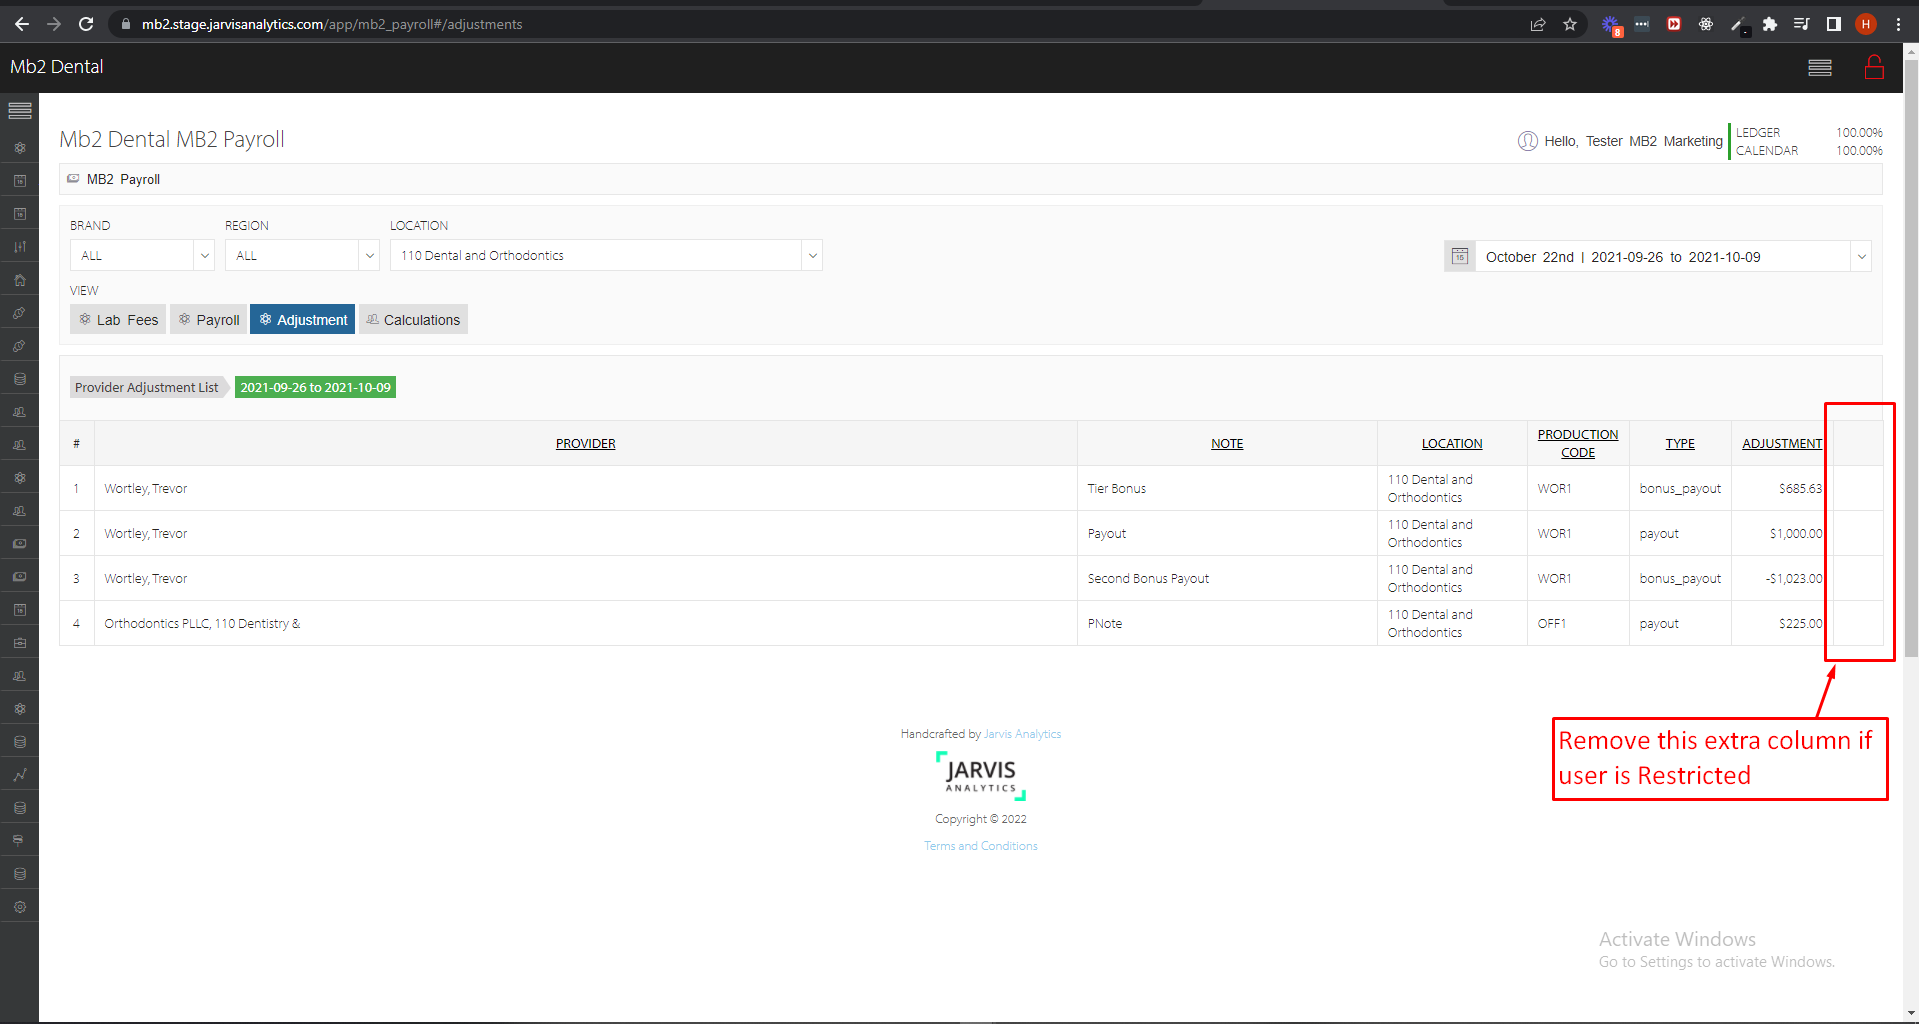 mb2.stage.jarvisanalytics.com/app/mb2_payroll#/adjustments
8
H
Mb2 Dental
Mb2 Dental MB2 Payroll
Hello, Tester MB2 Marketing
LEDGER 100.00%
CALENDAR 100.00%
MB2 Payroll
BRAND REGION LOCATION
ALL ALL 110 Dental and Orthodontics
October 22nd | 2021-09-26 to 2021-10-09
VIEW
Lab Fees Payroll Adjustment Calculations
Provider Adjustment List 2021-09-26 to 2021-10-09
# PROVIDER NOTE LOCATION PRODUCTION CODE TYPE ADJUSTMENT
1 Wortley, Trevor Tier Bonus 110 Dental and Orthodontics WOR1 bonus_payout $685.63
2 Wortley, Trevor Payout 110 Dental and Orthodontics WOR1 payout $1,000.00
3 Wortley, Trevor Second Bonus Payout 110 Dental and Orthodontics WOR1 bonus_payout -$1,023.00
4 Orthodontics PLLC, 110 Dentistry & PNote 110 Dental and Orthodontics OFF1 payout $225.00
Remove this extra column if
user is Restricted
Handcrafted by Jarvis Analytics
JARVIS
ANALYTICS
Copyright © 2022
Terms and Conditions
Activate Windows
Go to Settings to activate Windows.